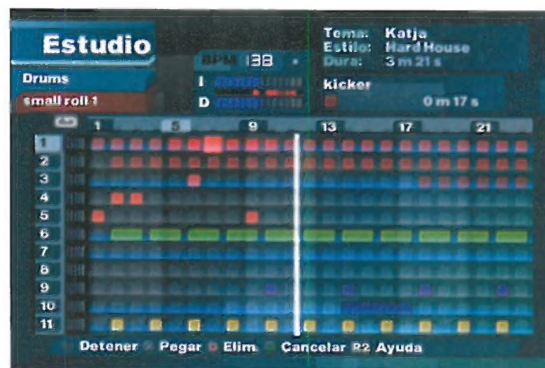 Estudio
BPM 138
I
D
Tema: Katja
Estilo: Hard House
Dura: 3 m 21 s
Drums
small roll 1
kicker
0 m 17 s
1 5 9 13 17 21
1
2
3
4
5
6
7
8
9
10
11
Detener Pegar Elim. Cancelar R2 Ayuda